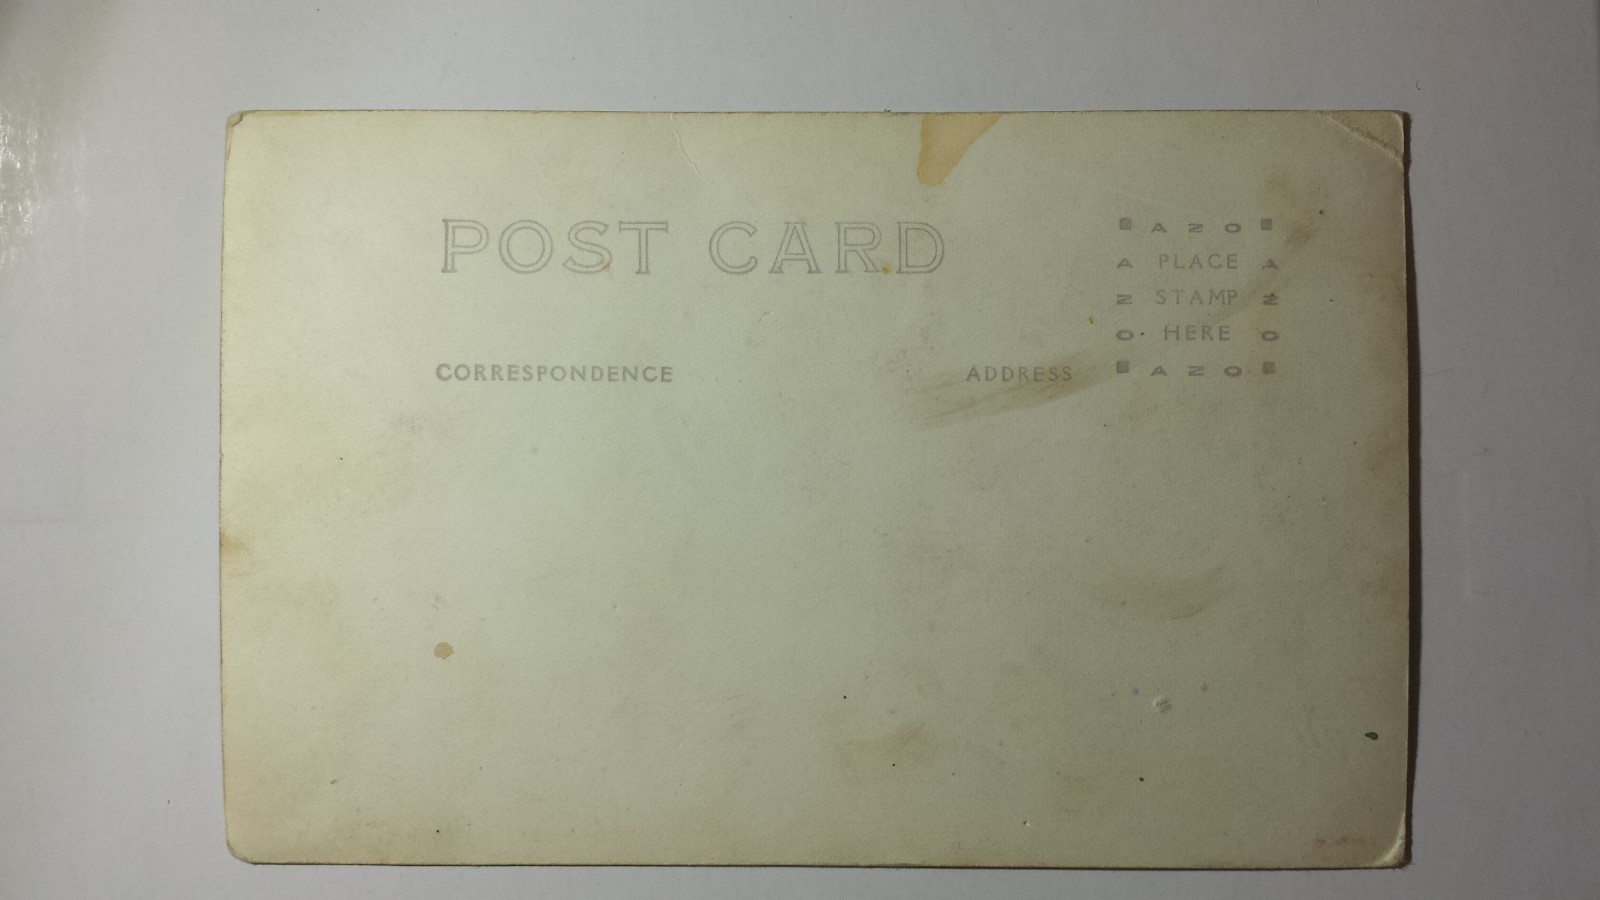 POST CARD
CORRESPONDENCE
ADDRESS
AZO
A PLACE A
Z STAMP Z
O HERE O
AZO